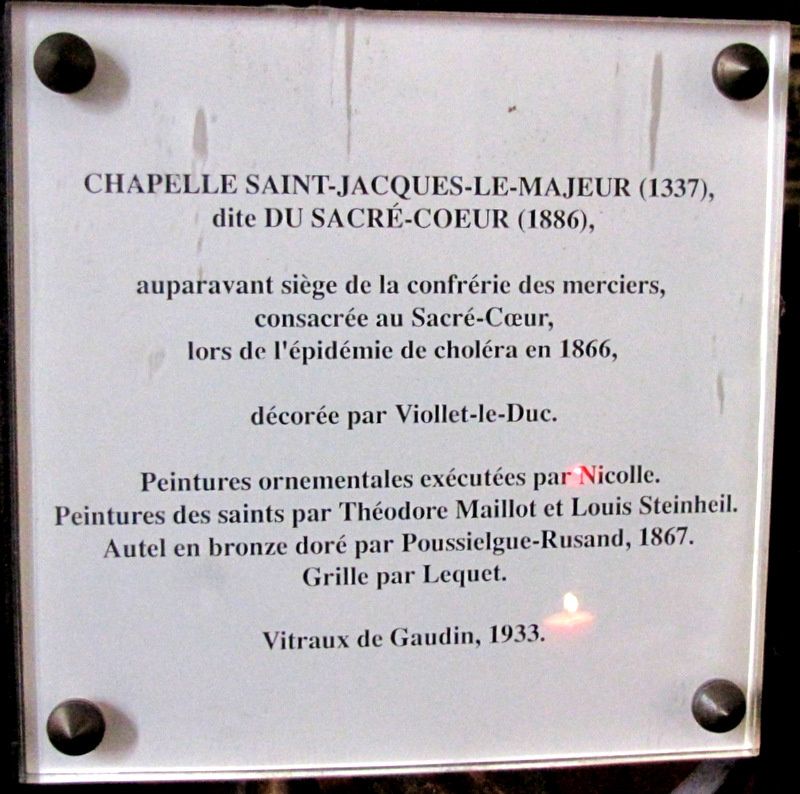 CHAPELLE SAINT-JACQUES-LE-MAJEUR (1337),
dite DU SACRÉ-COEUR (1886),
auparavant siège de la confrérie des merciers,
consacrée au Sacré-Cœur,
lors de l'épidémie de choléra en 1866,
décorée par Viollet-le-Duc.
Peintures ornementales exécutées par Nicolle.
Peintures des saints par Théodore Maillot et Louis Steinheil.
Autel en bronze doré par Poussielgue-Rusand, 1867.
Grille par Lequet.
Vitraux de Gaudin, 1933.